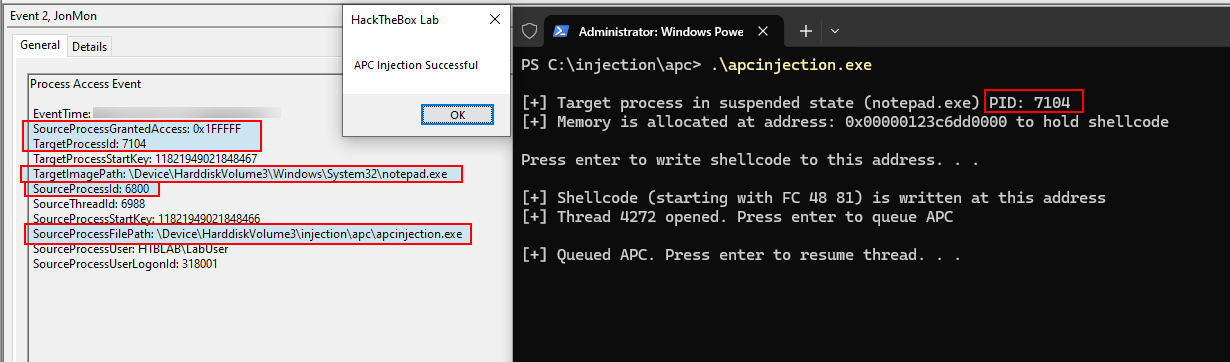 Event 2, JonMon
General Details
Process Access Event
EventTime:
SourceProcessGrantedAccess: 0x1FFFFF
TargetProcessId: 7104
TargetProcessStartKey: 11821949021848467
TargetImagePath: \Device\HarddiskVolume3\Windows\System32\notepad.exe
SourceProcessId: 6800
SourceThreadId: 6988
SourceProcessStartKey: 11821949021848466
SourceProcessFilePath: \Device\HarddiskVolume3\injection\apc\apcinjection.exe
SourceProcessUser: HTBLAB\LabUser
SourceProcessUserLogonId: 318001
HackTheBox Lab
APC Injection Successful
OK
Administrator: Windows Powe
PS C:\injection\apc> .\apcinjection.exe
[+] Target process in suspended state (notepad.exe) PID: 7104
[+] Memory is allocated at address: 0x00000123c6dd0000 to hold shellcode
Press enter to write shellcode to this address. . .
[+] Shellcode (starting with FC 48 81) is written at this address
[+] Thread 4272 opened. Press enter to queue APC
[+] Queued APC. Press enter to resume thread. . .